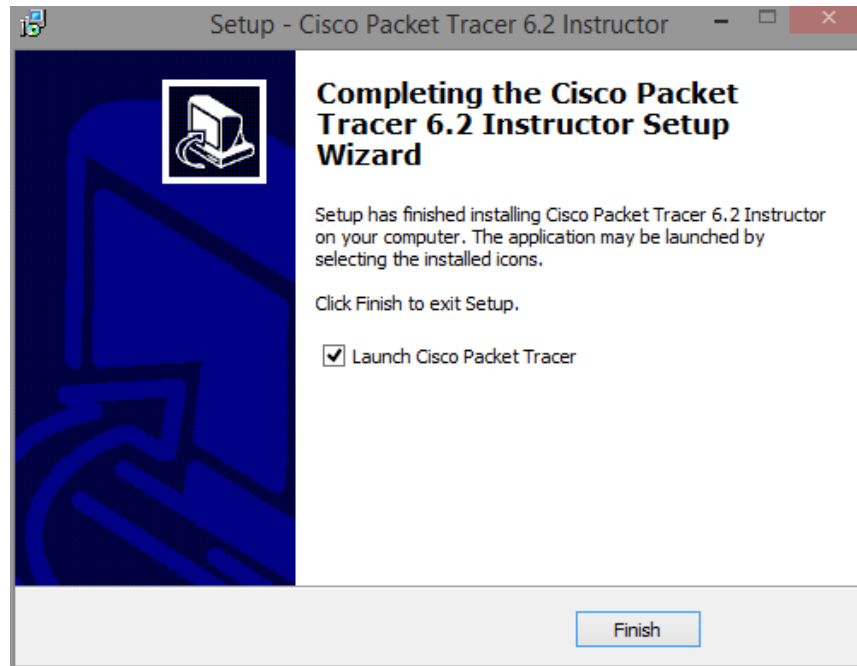 Setup - Cisco Packet Tracer 6.2 Instructor
Completing the Cisco Packet
Tracer 6.2 Instructor Setup
Wizard
Setup has finished installing Cisco Packet Tracer 6.2 Instructor
on your computer. The application may be launched by
selecting the installed icons.
Click Finish to exit Setup.
Launch Cisco Packet Tracer
Finish